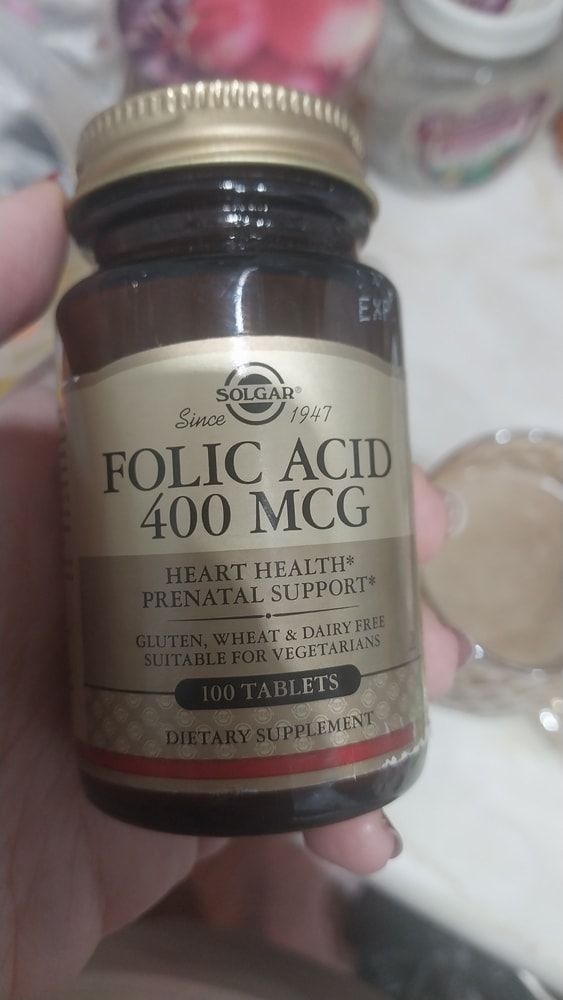 EXP
SOLGAR®
Since 1947
FOLIC ACID
400 MCG
HEART HEALTH*
PRENATAL SUPPORT*
GLUTEN, WHEAT & DAIRY FREE
SUITABLE FOR VEGETARIANS
100 TABLETS
DIETARY SUPPLEMENT